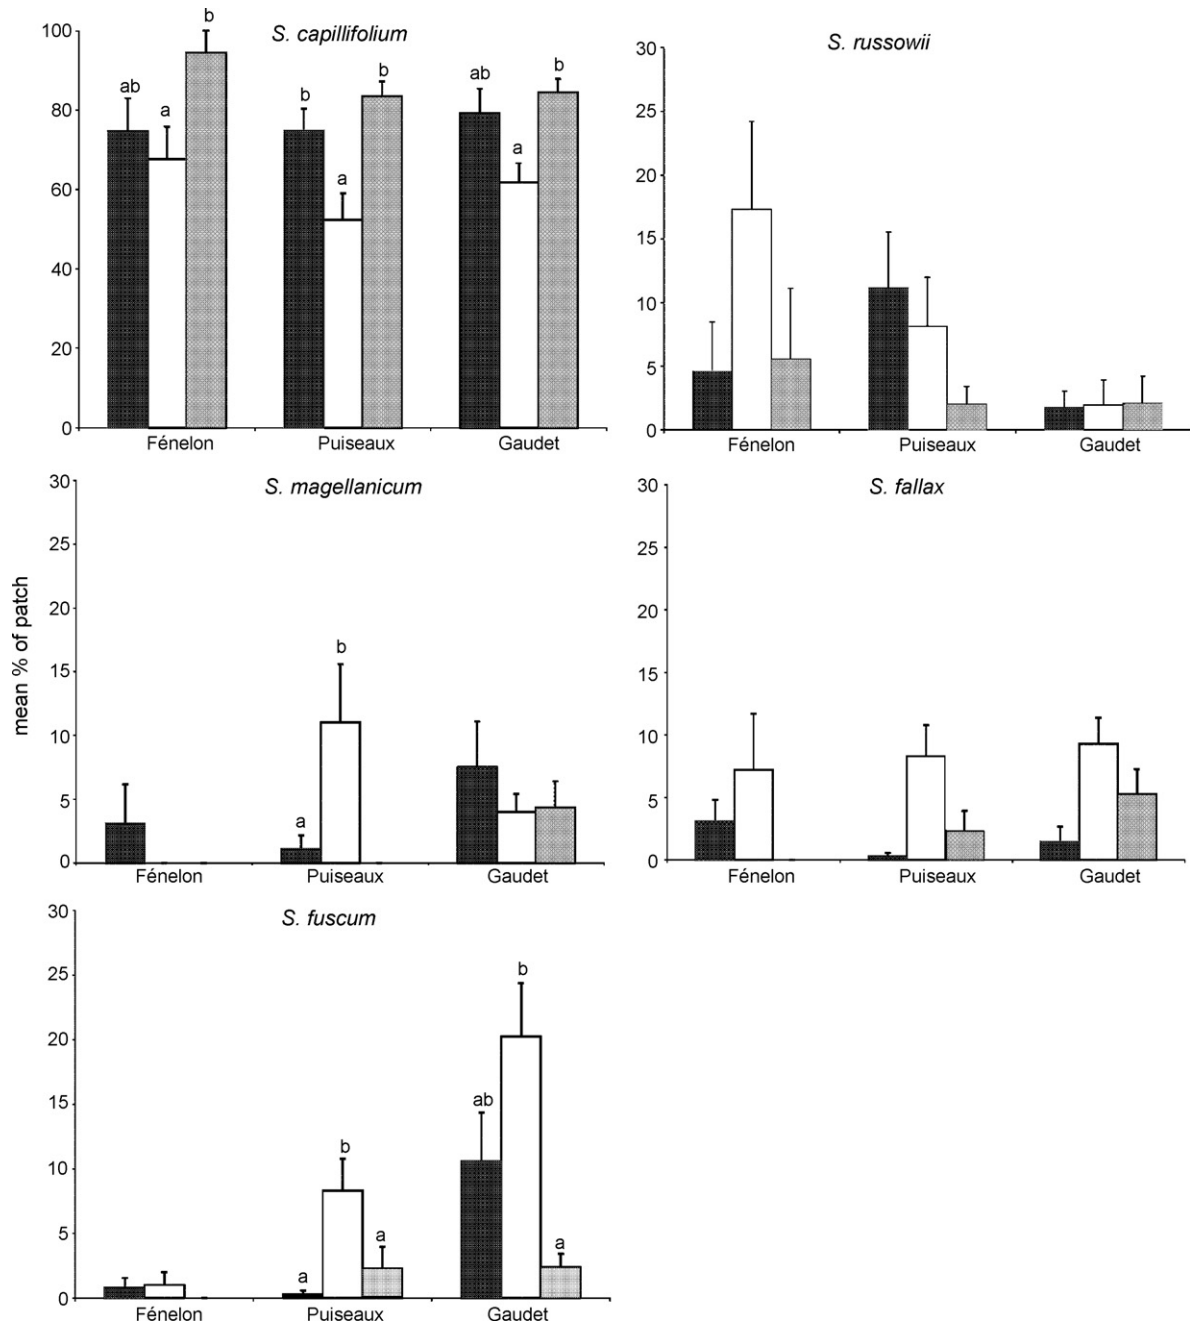 S. capillifolium
100
80
60
40
20
0
ab
a
b
b
a
b
ab
a
b
Fénelon
Puiseaux
Gaudet
S. russowii
30
25
20
15
10
5
0
Fénelon
Puiseaux
Gaudet
mean % of patch
S. magellanicum
30
25
20
15
10
5
0
a
b
Fénelon
Puiseaux
Gaudet
S. fallax
30
25
20
15
10
5
0
Fénelon
Puiseaux
Gaudet
S. fuscum
30
25
20
15
10
5
0
a
b
a
ab
b
a
Fénelon
Puiseaux
Gaudet